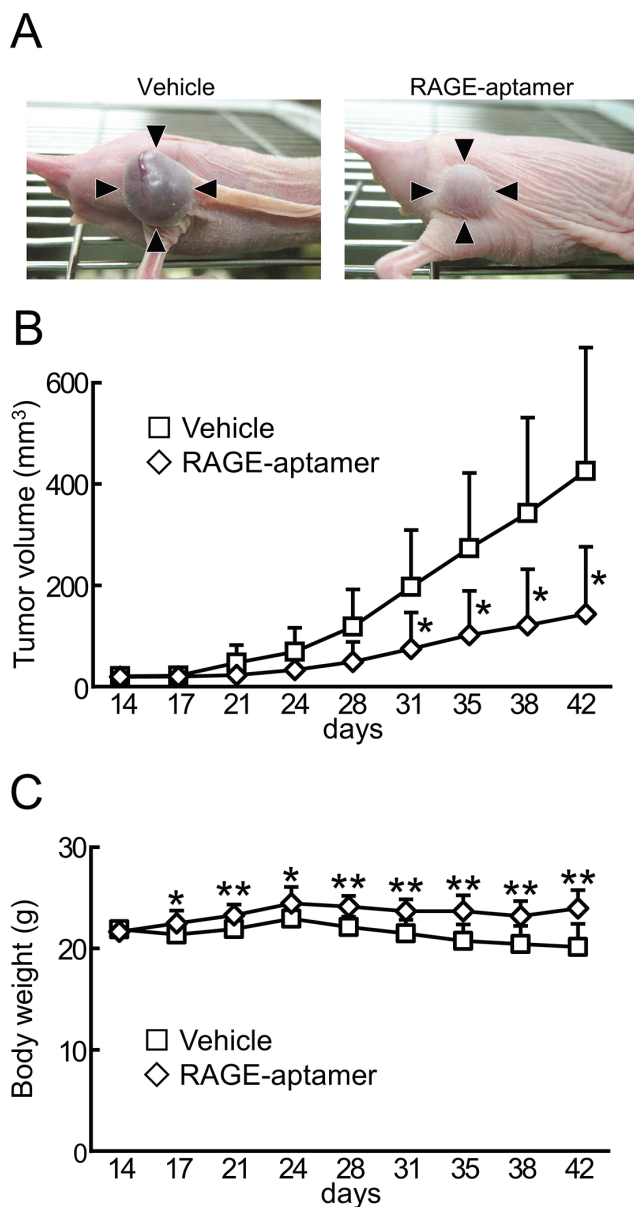 A
Vehicle RAGE-aptamer
B
Tumor volume (mm³)
600
400
200
0
Vehicle
RAGE-aptamer
* * * *
14 17 21 24 28 31 35 38 42
days
C
Body weight (g)
30
20
10
0
* ** * ** ** ** ** **
Vehicle
RAGE-aptamer
14 17 21 24 28 31 35 38 42
days